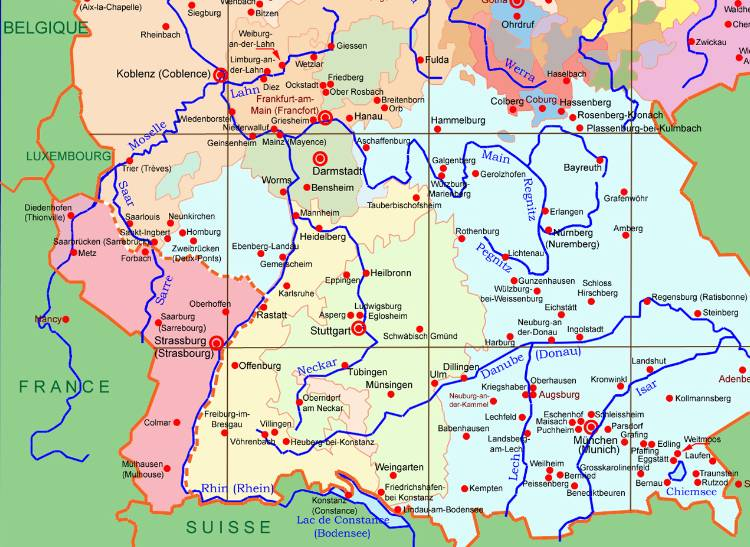 (Aix-la-Chapelle)
Siegburg
Bitzen
BELGIQUE
Rheinbach
Weiburg-
an-der-Lahn
Giessen
Limburg-an-
der-Lahn
Wetzlar
Koblenz (Coblence)
Diez
Lahn
Ockstadt
Friedberg
Ober Rosbach
Frankfurt-am-
Main (Francfort)
Breitenborn
Orb
Fulda
Ohrdruf
Werra
Haselbach
Zwickau
Colberg
Coburg
Hassenberg
Rosenberg-Kronach
Plassenburg-bei-Kulmbach
Wiedenborstel
Griesheim
Hanau
Niederwalluf
Geinsenheim
Mainz (Mayence)
Hammelburg
Aschaffenburg
Moselle
LUXEMBOURG
Trier (Trèves)
Darmstadt
Worms
Bensheim
Galgenberg
Gerolzhofen
Würzburg-
Marienberg
Main
Regnitz
Bayreuth
Saar
Tauberbischofsheim
Grafenwöhr
Diedenhofen
(Thionville)
Saarlouis
Neunkirchen
Sankt-Ingbert
Homburg
Saarbrücken (Sarrebruck)
Zweibrücken
(Deux-Ponts)
Forbach
Metz
Mannheim
Heidelberg
Rothenburg
Erlangen
Nürnberg
(Nuremberg)
Amberg
Pegnitz
Lichtenau
Ebenberg-Landau
Gemersheim
Eppingen
Heilbronn
Gunzenhausen
Schloss
Hirschberg
Würzburg-
bei-Weissenburg
Eichstätt
Regensburg (Ratisbonne)
Steinberg
Sarre
Karlsruhe
Oberhoffen
Rastatt
Ludwigsburg
Asperg
Eglosheim
Stuttgart
Schwäbisch Gmünd
Neuburg-an
der-Donau
Ingolstadt
Harburg
Nancy
Saarburg
(Sarrebourg)
Strassburg
(Strasbourg)
FRANCE
Offenburg
Neckar
Tübingen
Münsingen
Dillingen
Ulm
Danube
(Donau)
Landshut
Adenbe
Oberndorf
am Neckar
Neuburg-an-
der-Kammel
Kriegshaber
Oberhausen
Augsburg
Kronwinkl
Isar
Kollmannsberg
Colmar
Freiburg-im-
Bresgau
Villingen
Vöhrenbach
Heuberg-bei-Konstanz
Lechfeld
Eschenhof
Schleissheim
Maisach
Puchheim
Parsdorf
München
(Munich)
Grafing
Babenhausen
Landsberg-
am-Lech
Edling
Weitmoos
Pfaffing
Eggstätt
Laufen
Mülhausen
(Mulhouse)
Weingarten
Weilheim
Bernried
Peissenberg
Grosskarolinenfeld
Bernau
Traunstein
Rutzod
Chiemsee
Benediktbeuren
Lech
Kempten
Rhin (Rhein)
Friedrichshafen-
bei Konstanz
Konstanz
(Constance)
Lindau-am-Bodensee
Lac de Constance
(Bodensee)
SUISSE